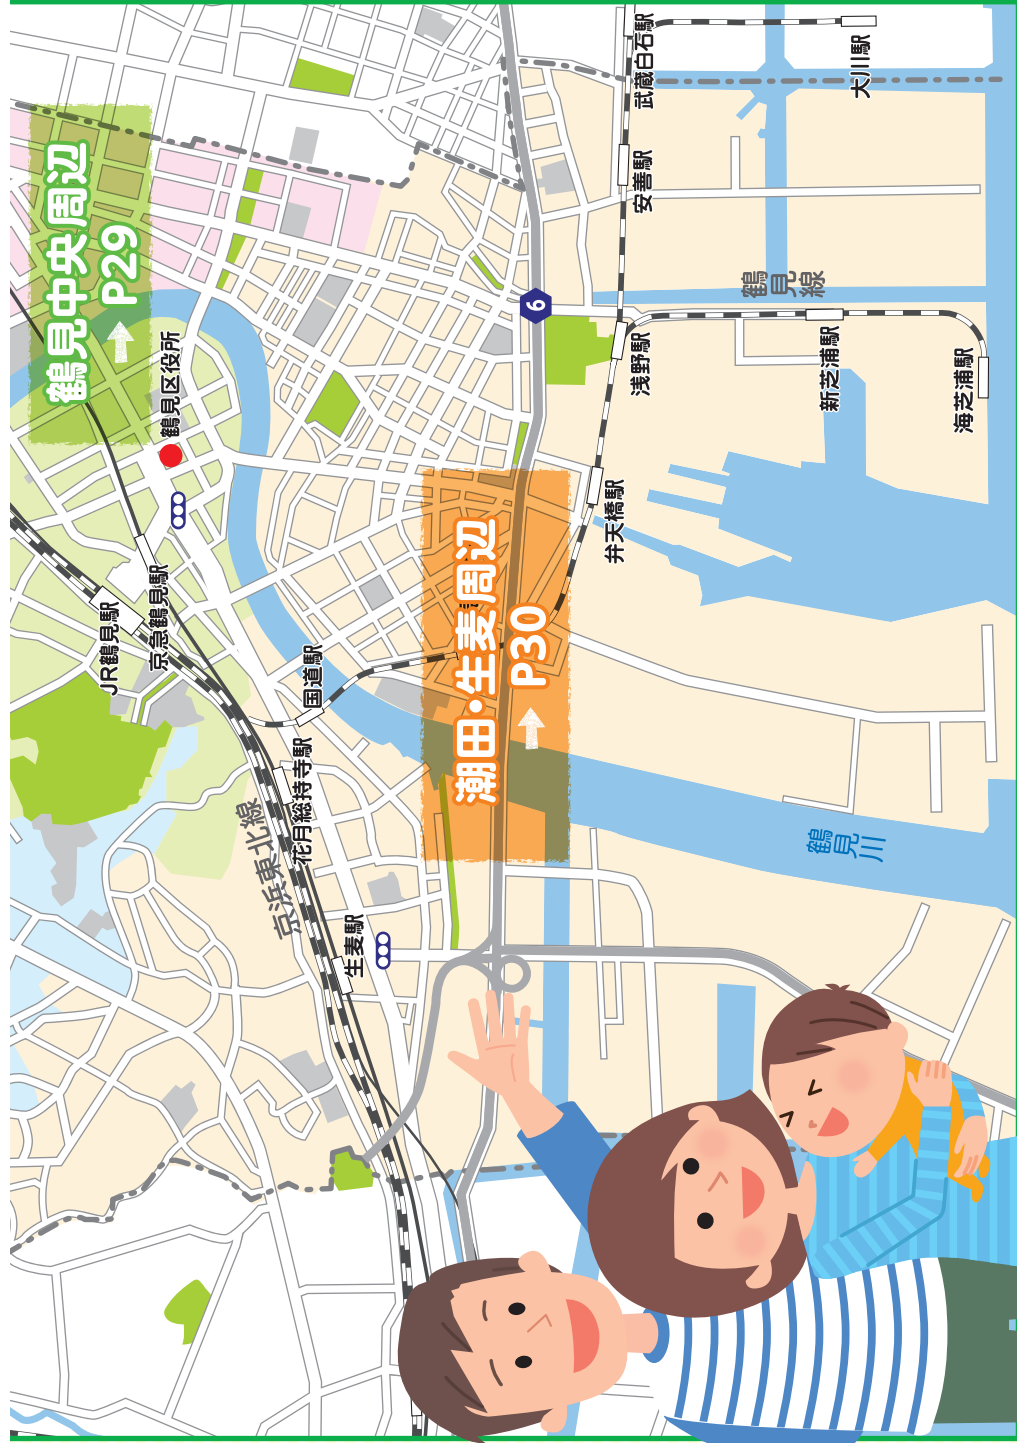 鶴見中央周辺
P29
鶴見区役所
JR鶴見駅
京急鶴見駅
国道駅
花月総持寺駅
京浜東北線
生麦駅
潮田・生麦周辺
P30
6
武蔵白石駅
大川駅
安善駅
鶴見線
浅野駅
新芝浦駅
海芝浦駅
弁天橋駅
鶴見川